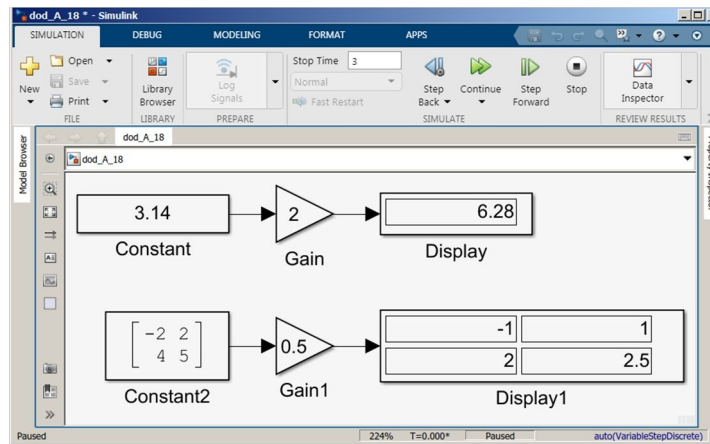 dod_A_18 * - Simulink
SIMULATION DEBUG MODELING FORMAT APPS
New
Open
Save
Print
FILE
Library Browser
LIBRARY
Log Signals
PREPARE
Stop Time 3
Normal
Fast Restart
Step Back
Continue
Step Forward
Stop
SIMULATE
Data Inspector
REVIEW RESULTS
Model Browser
dod_A_18
dod_A_18
3.14
Constant
2
Gain
6.28
Display
-2 2
4 5
Constant2
0.5
Gain1
-1 1
2 2.5
Display1
Paused 224% T=0.000* Paused auto(VariableStepDiscrete)